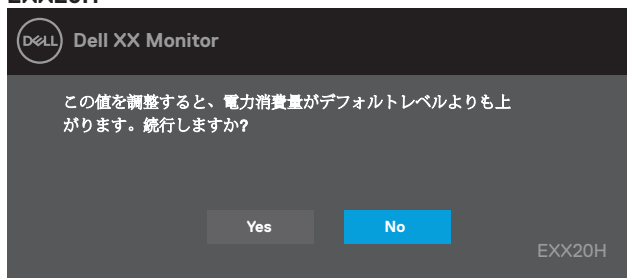 EXX20H
DELL Dell XX Monitor
この値を調整すると、電力消費量がデフォルトレベルよりも上
がります。続行しますか?
Yes No
EXX20H